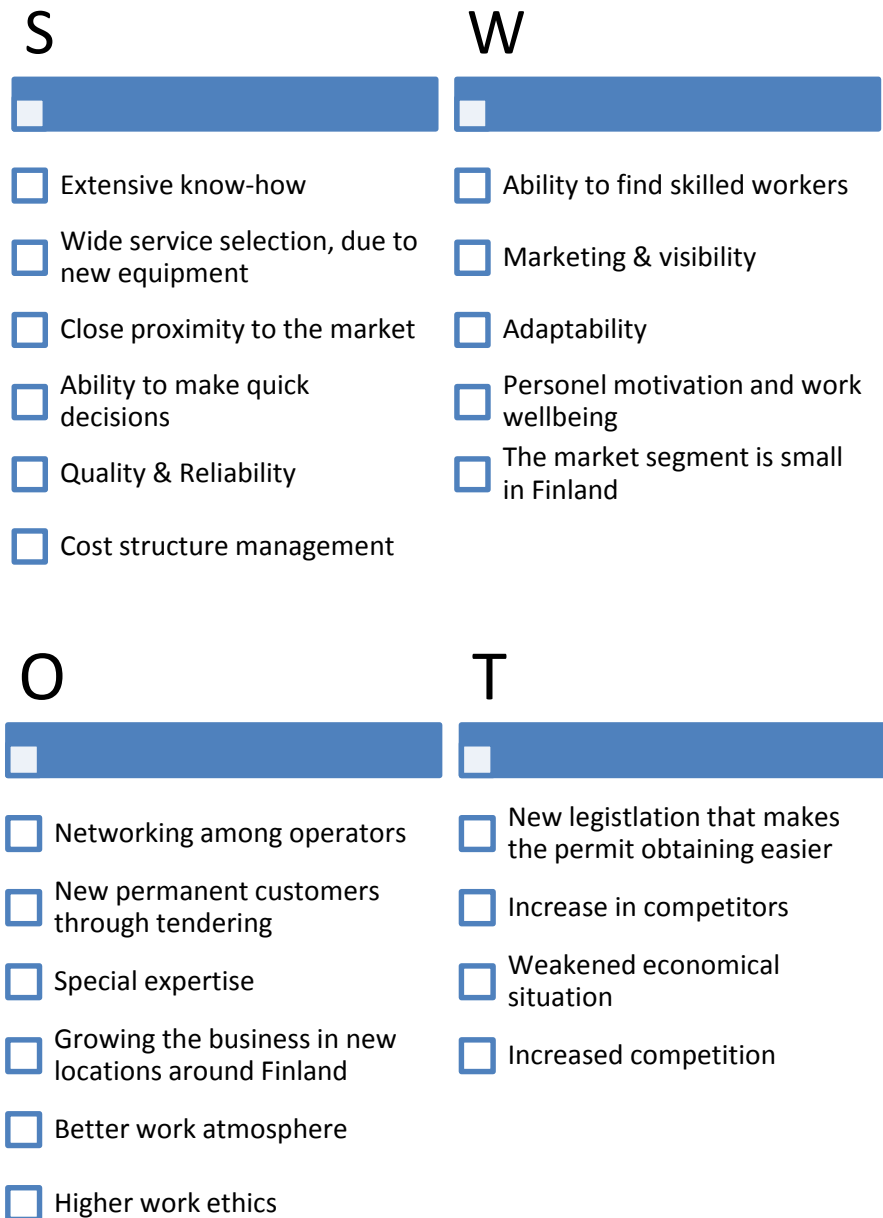 S
Extensive know-how
Wide service selection, due to
new equipment
Close proximity to the market
Ability to make quick
decisions
Quality & Reliability
Cost structure management
W
Ability to find skilled workers
Marketing & visibility
Adaptability
Personel motivation and work
wellbeing
The market segment is small
in Finland
O
Networking among operators
New permanent customers
through tendering
Special expertise
Growing the business in new
locations around Finland
Better work atmosphere
Higher work ethics
T
New legistlation that makes
the permit obtaining easier
Increase in competitors
Weakened economical
situation
Increased competition